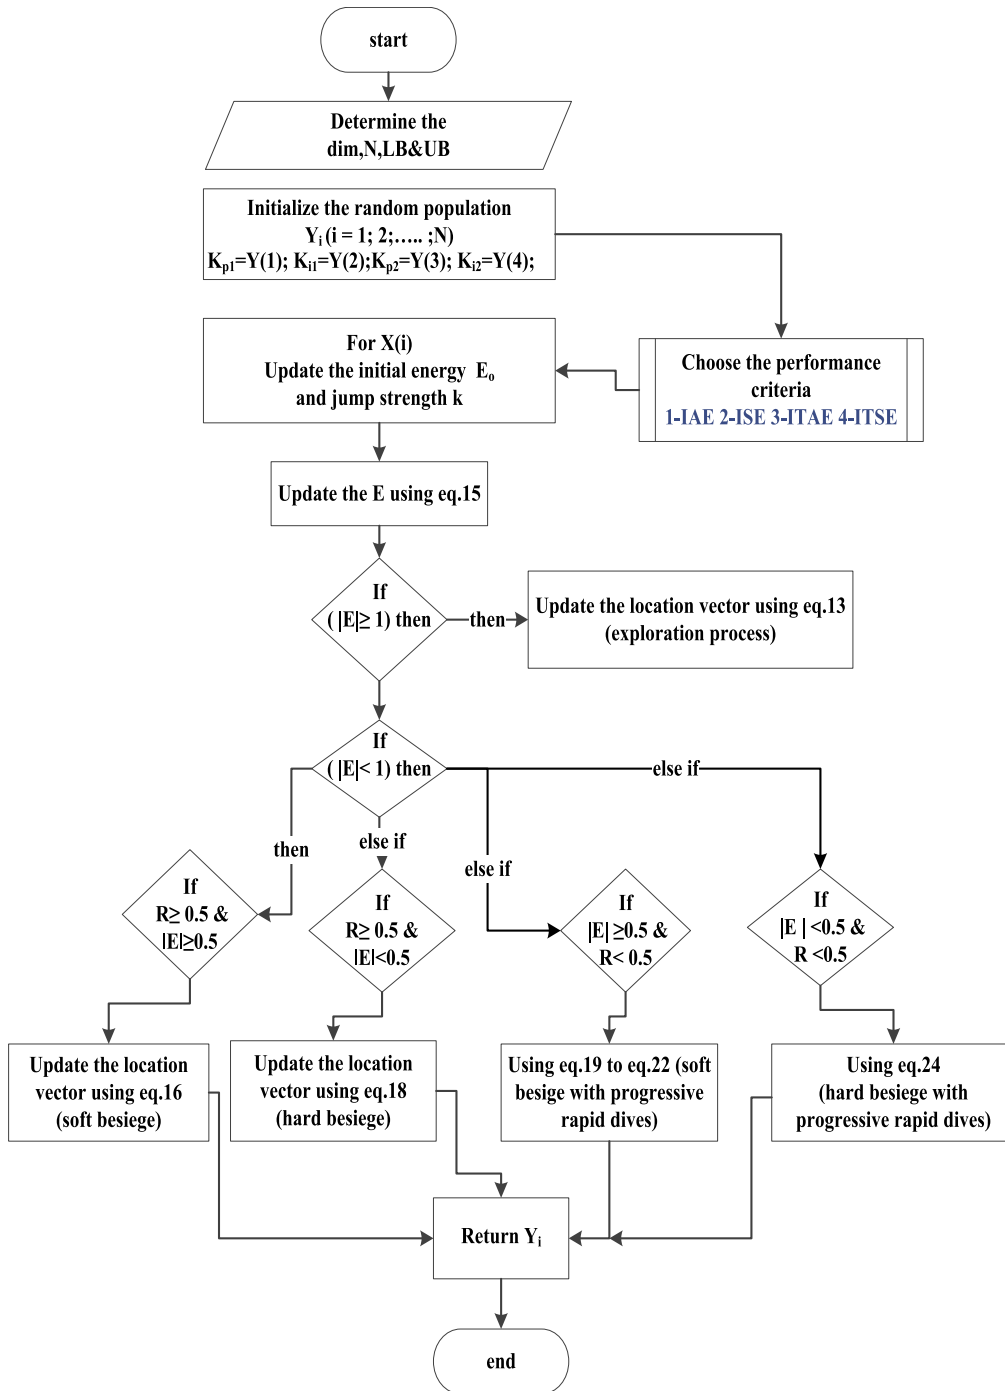 start
Determine the
dim,N,LB&UB
Initialize the random population
Yi (i = 1; 2;..... ;N)
Kp1=Y(1); Ki1=Y(2);Kp2=Y(3); Ki2=Y(4);
For X(i)
Update the initial energy Eo
and jump strength k
Choose the performance
criteria
1-IAE 2-ISE 3-ITAE 4-ITSE
Update the E using eq.15
If
( |E|≥ 1) then
then
Update the location vector using eq.13
(exploration process)
If
( |E|< 1) then
then
else if
else if
else if
If
R≥ 0.5 &
|E|≥0.5
If
R≥ 0.5 &
|E|<0.5
If
|E| ≥0.5 &
R< 0.5
If
|E | <0.5 &
R <0.5
Update the location
vector using eq.16
(soft besiege)
Update the location
vector using eq.18
(hard besiege)
Using eq.19 to eq.22 (soft
besige with progressive
rapid dives)
Using eq.24
(hard besiege with
progressive rapid dives)
Return Yi
end